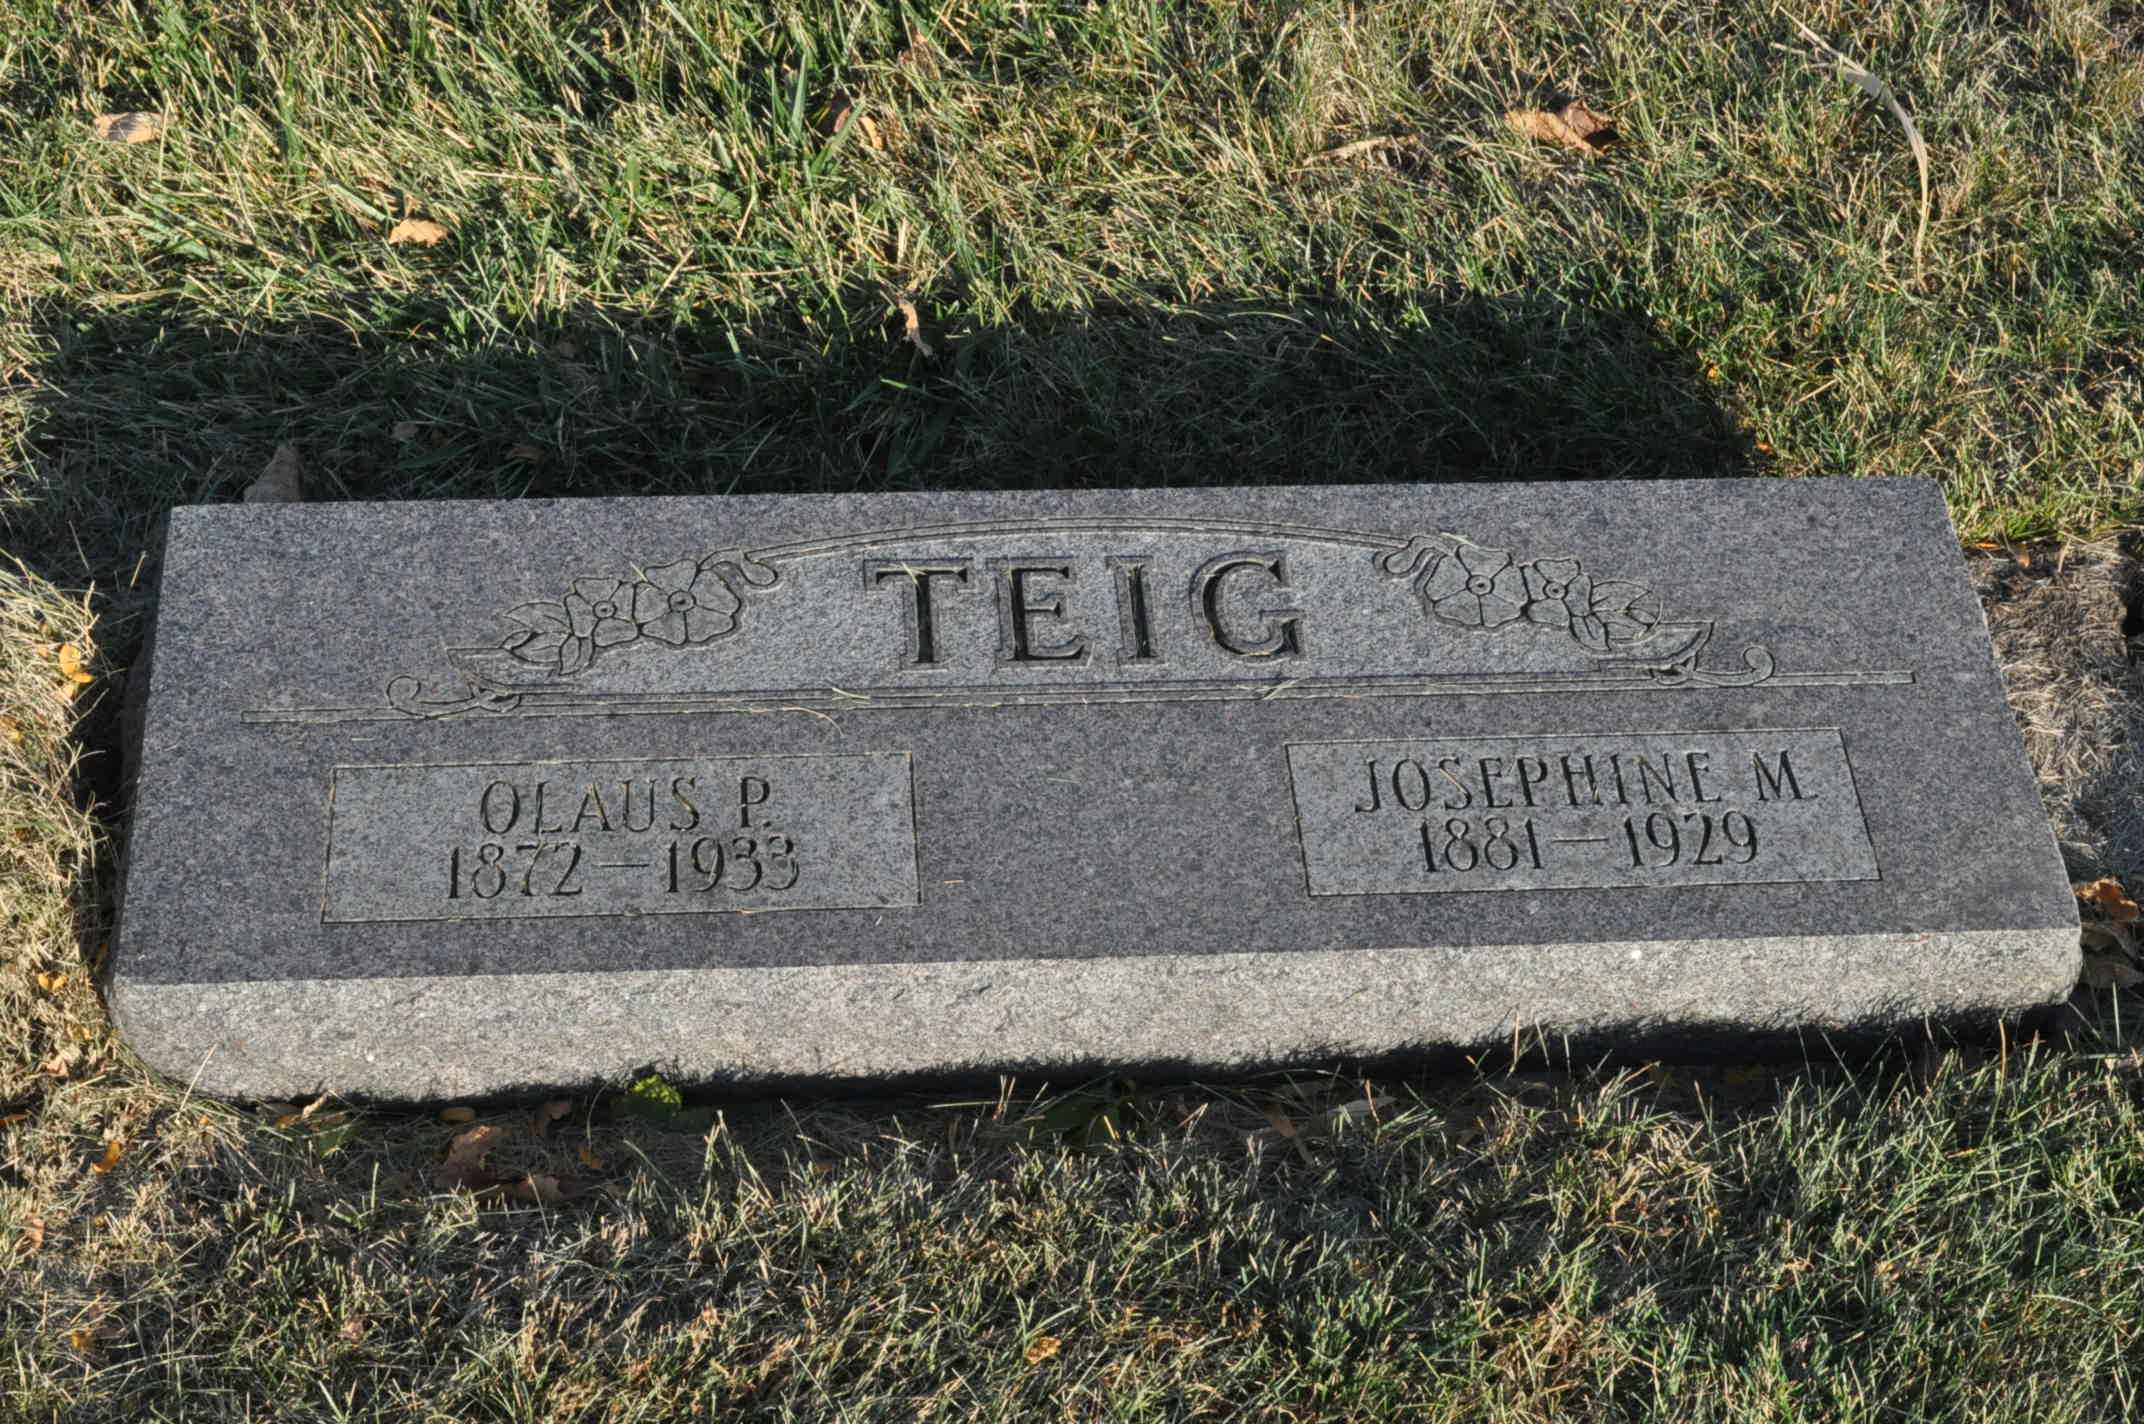 TEIG
OLAUS P.
1872 — 1933
JOSEPHINE M.
1881 — 1929